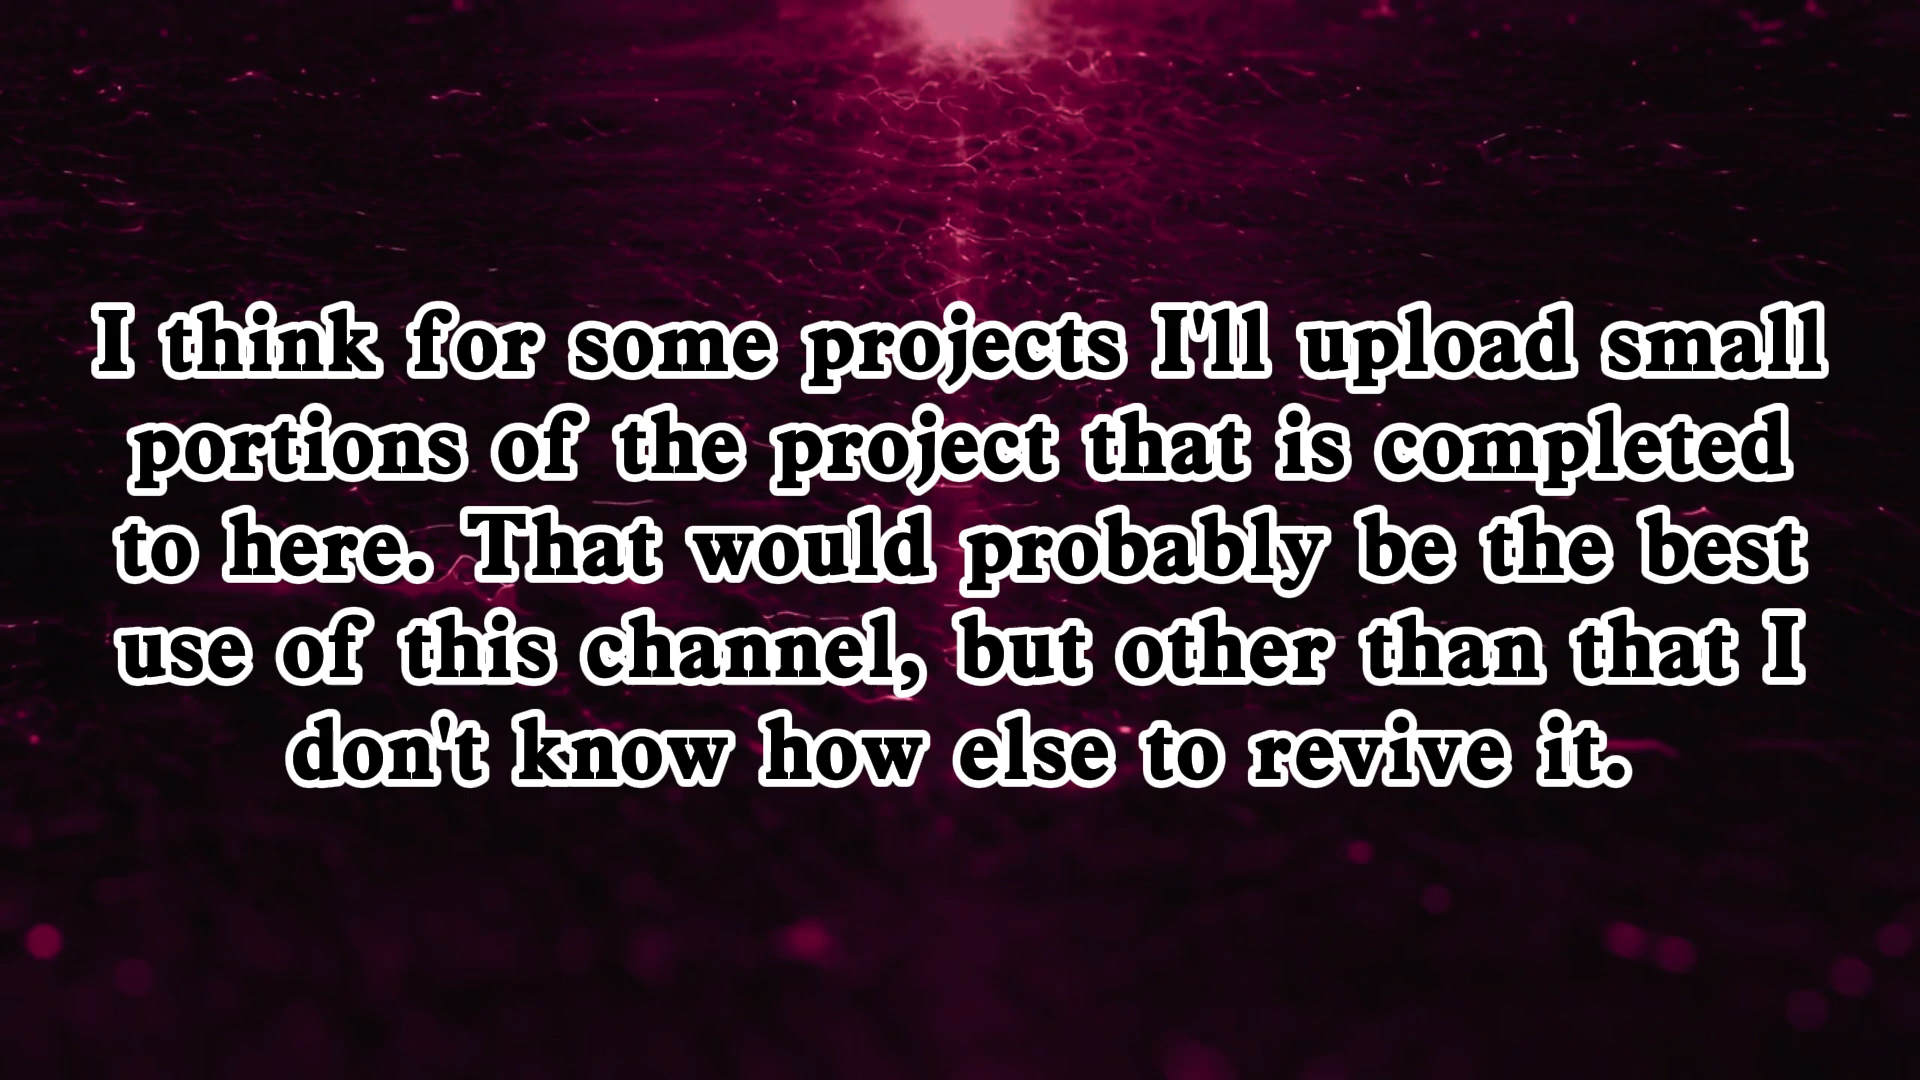 I think for some projects I'll upload small
portions of the project that is completed
to here. That would probably be the best
use of this channel, but other than that I
don't know how else to revive it.